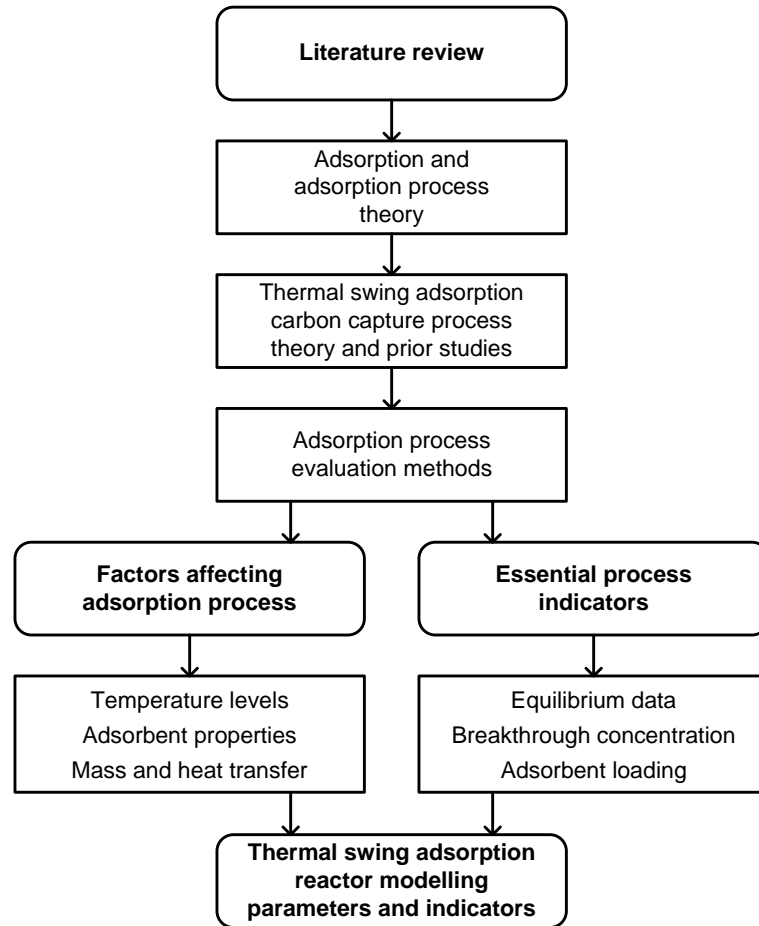 Literature review
Adsorption and
adsorption process
theory
Thermal swing adsorption
carbon capture process
theory and prior studies
Adsorption process
evaluation methods
Factors affecting
adsorption process
Essential process
indicators
Temperature levels
Adsorbent properties
Mass and heat transfer
Equilibrium data
Breakthrough concentration
Adsorbent loading
Thermal swing adsorption
reactor modelling
parameters and indicators